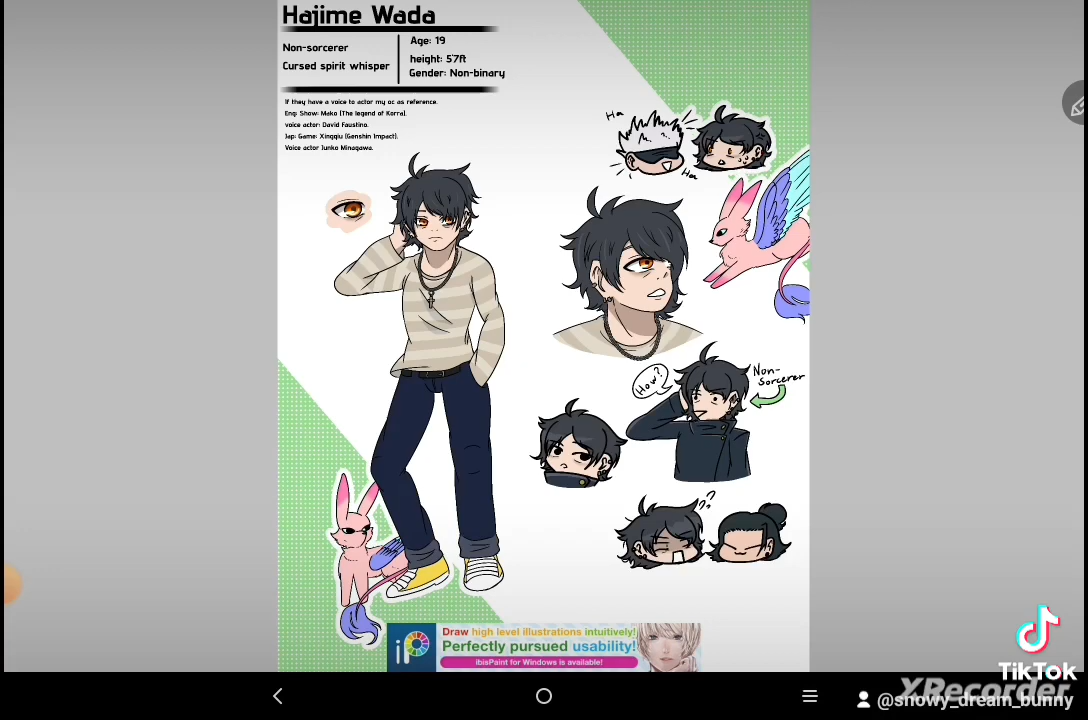 Hajime Wada
Non-sorcerer
Cursed spirit whisper
Age: 19
height: 5'7ft
Gender: Non-binary
If they have a voice to actor my oc as reference.
Eng: Show: Mako (The legend of Korra).
voice actor: David Faustino.
Jap: Game: Xingqiu (Genshin Impact).
Voice actor Junko Minagawa.
Ha
Ha
How?
Non-
Sorcerer
??
iP
Draw high level illustrations intuitively!
Perfectly pursued usability!
ibisPaint for Windows is available!
TikTok
XRecorder
@snowy_dream_bunny